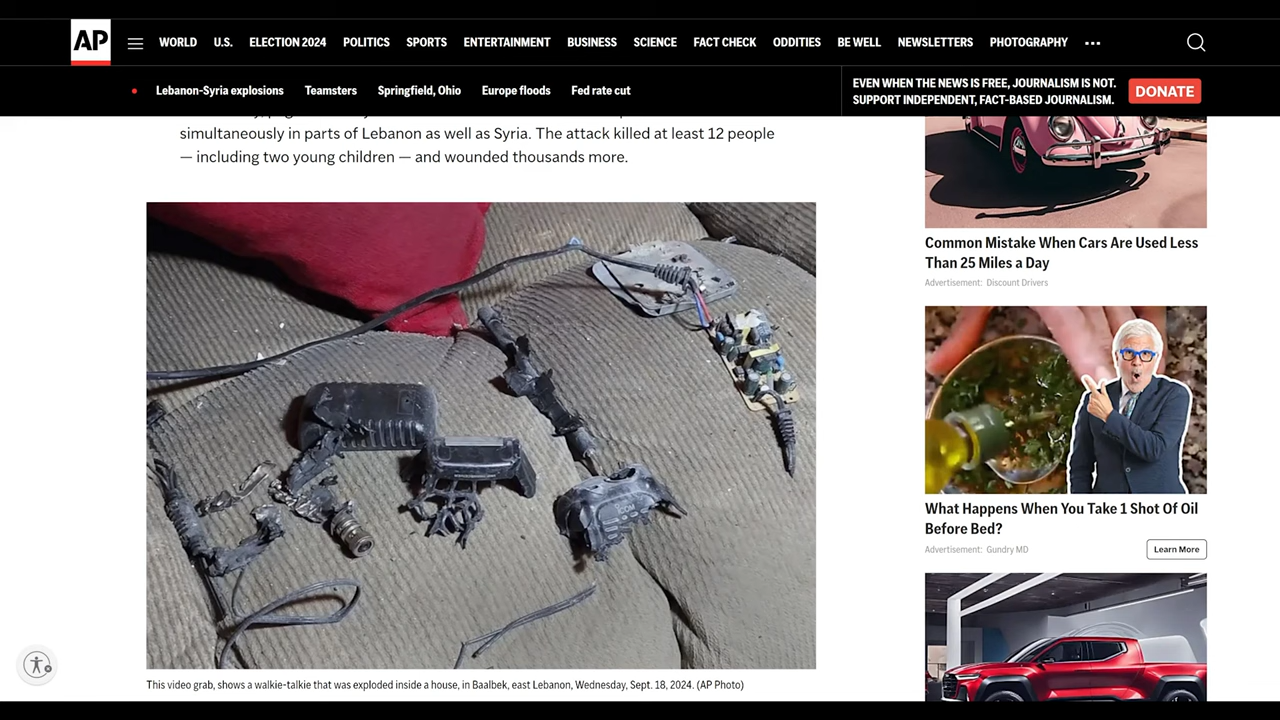 AP
WORLD U.S. ELECTION 2024 POLITICS SPORTS ENTERTAINMENT BUSINESS SCIENCE FACT CHECK ODDITIES BE WELL NEWSLETTERS PHOTOGRAPHY ...
Lebanon-Syria explosions Teamsters Springfield, Ohio Europe floods Fed rate cut
EVEN WHEN THE NEWS IS FREE, JOURNALISM IS NOT.
SUPPORT INDEPENDENT, FACT-BASED JOURNALISM.
DONATE
simultaneously in parts of Lebanon as well as Syria. The attack killed at least 12 people
— including two young children — and wounded thousands more.
ICOM
This video grab, shows a walkie-talkie that was exploded inside a house, in Baalbek, east Lebanon, Wednesday, Sept. 18, 2024. (AP Photo)
Common Mistake When Cars Are Used Less
Than 25 Miles a Day
Advertisement: Discount Drivers
What Happens When You Take 1 Shot Of Oil
Before Bed?
Advertisement: Gundry MD
Learn More